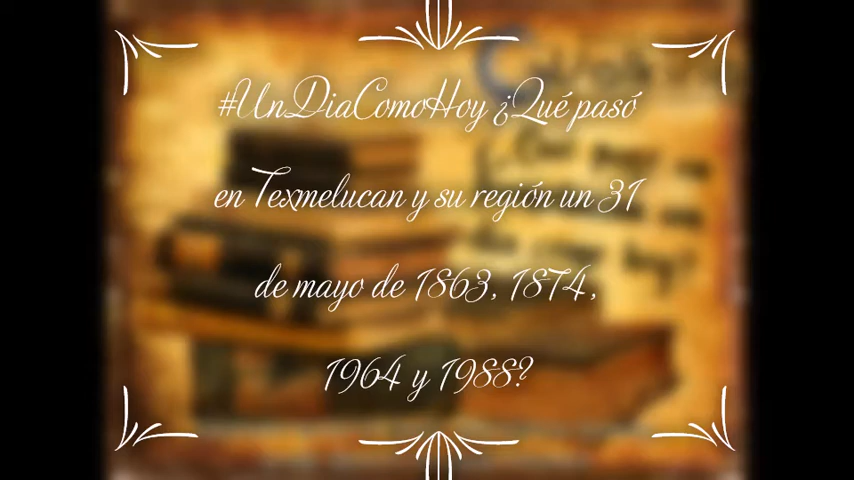 #UnDiaComoHoy ¿Qué pasó
en Texmelucan y su región un 31
de mayo de 1863, 1874,
1964 y 1988?